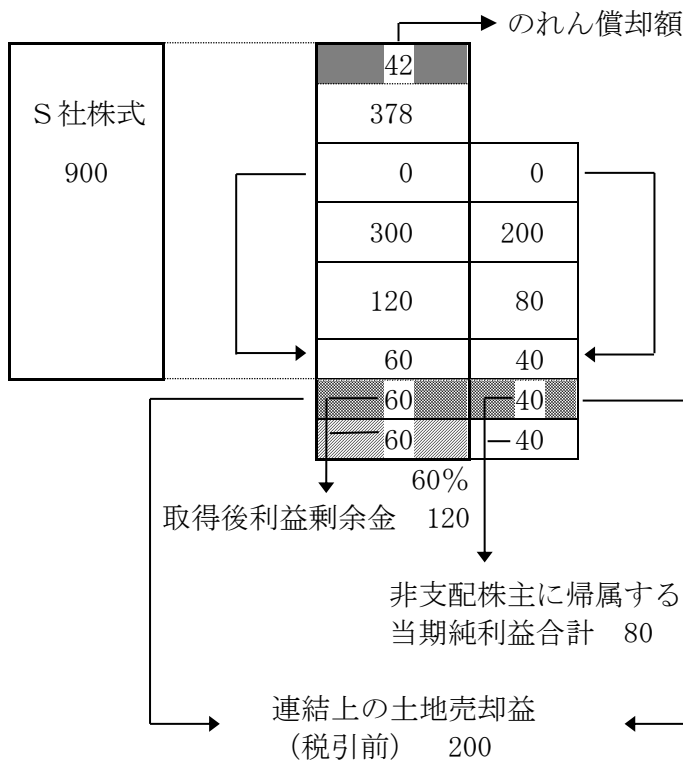 のれん償却額
42
S社株式
378
900
0 0
300 200
120 80
60 40
60 40
60 40
60%
取得後利益剰余金 120
非支配株主に帰属する
当期純利益合計 80
連結上の土地売却益
(税引前) 200